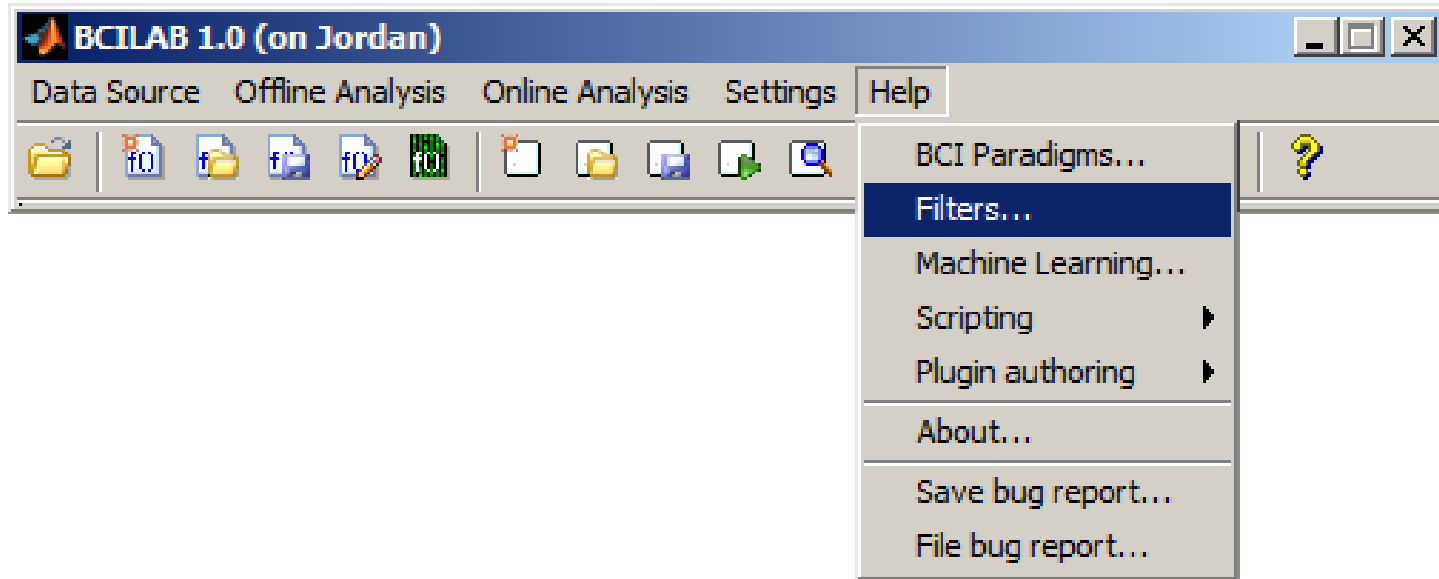 BCILAB 1.0 (on Jordan)
Data Source Offline Analysis Online Analysis Settings Help
f() f() f() f() f() ?
BCI Paradigms...
Filters...
Machine Learning...
Scripting
Plugin authoring
About...
Save bug report...
File bug report...